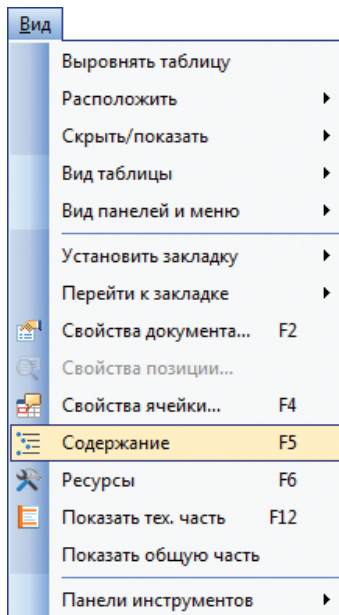 Вид
Выровнять таблицу
Расположить
Скрыть/показать
Вид таблицы
Вид панелей и меню
Установить закладку
Перейти к закладке
Свойства документа... F2
Свойства позиции...
Свойства ячейки... F4
Содержание F5
Ресурсы F6
Показать тех. часть F12
Показать общую часть
Панели инструментов